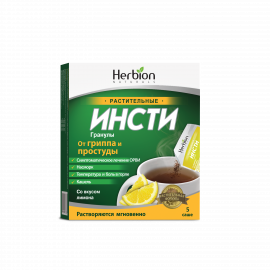 Herbion
NATURALS
РАСТИТЕЛЬНЫЕ
ИНСТИ
Гранулы
От гриппа и
простуды
Симптоматическое лечение ОРВИ
Насморк
Температура и боль в горле
Кашель
Со вкусом
лимона
Растворяются мгновенно
5
саше